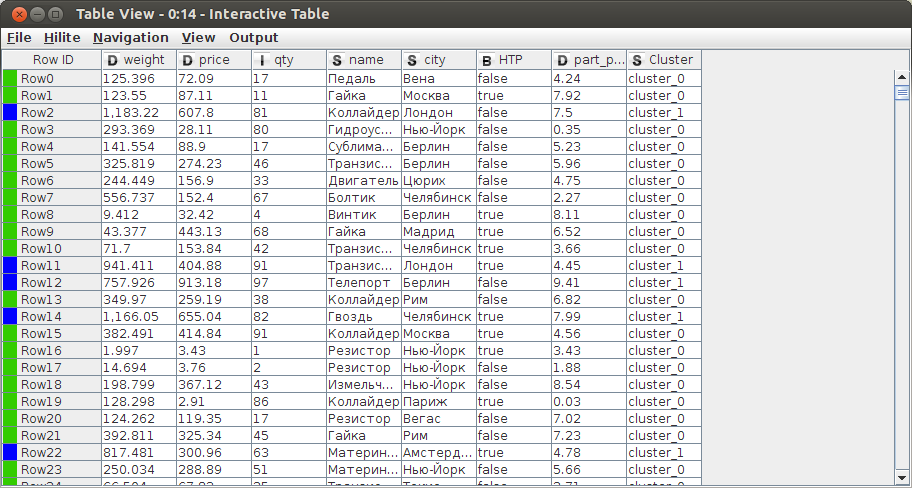 Table View - 0:14 - Interactive Table
File Hilite Navigation View Output
Row ID D weight D price I qty S name S city B HTP D part_p... S Cluster
Row0 125.396 72.09 17 Педаль Вена false 4.24 cluster_0
Row1 123.55 87.11 11 Гайка Москва true 7.92 cluster_0
Row2 1,183.22 607.8 81 Коллайдер Лондон false 7.5 cluster_1
Row3 293.369 28.11 80 Гидроус... Нью-Йорк false 0.35 cluster_0
Row4 141.554 88.9 17 Сублима... Берлин false 5.23 cluster_0
Row5 325.819 274.23 46 Транзис... Берлин false 5.96 cluster_0
Row6 244.449 156.9 33 Двигатель Цюрих false 4.75 cluster_0
Row7 556.737 152.4 67 Болтик Челябинск false 2.27 cluster_0
Row8 9.412 32.42 4 Винтик Берлин true 8.11 cluster_0
Row9 43.377 443.13 68 Гайка Мадрид true 6.52 cluster_0
Row10 71.7 153.84 42 Транзис... Челябинск true 3.66 cluster_0
Row11 941.411 404.88 91 Транзис... Лондон true 4.45 cluster_1
Row12 757.926 913.18 97 Телепорт Берлин false 9.41 cluster_1
Row13 349.97 259.19 38 Коллайдер Рим false 6.82 cluster_0
Row14 1,166.05 655.04 82 Гвоздь Челябинск true 7.99 cluster_1
Row15 382.491 414.84 91 Коллайдер Москва true 4.56 cluster_0
Row16 1.997 3.43 1 Резистор Нью-Йорк true 3.43 cluster_0
Row17 14.694 3.76 2 Резистор Нью-Йорк false 1.88 cluster_0
Row18 198.799 367.12 43 Измельч... Нью-Йорк false 8.54 cluster_0
Row19 128.298 2.91 86 Коллайдер Париж true 0.03 cluster_0
Row20 124.262 119.35 17 Резистор Вегас false 7.02 cluster_0
Row21 392.811 325.34 45 Гайка Рим false 7.23 cluster_0
Row22 817.481 300.96 63 Материн... Амстерд... true 4.78 cluster_1
Row23 250.034 288.89 51 Материн... Нью-Йорк false 5.66 cluster_0